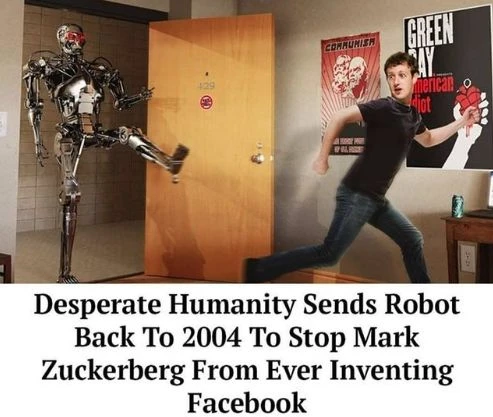 429
COMMUNISM
GREEN
DAY
american
idiot
Desperate Humanity Sends Robot
Back To 2004 To Stop Mark
Zuckerberg From Ever Inventing
Facebook